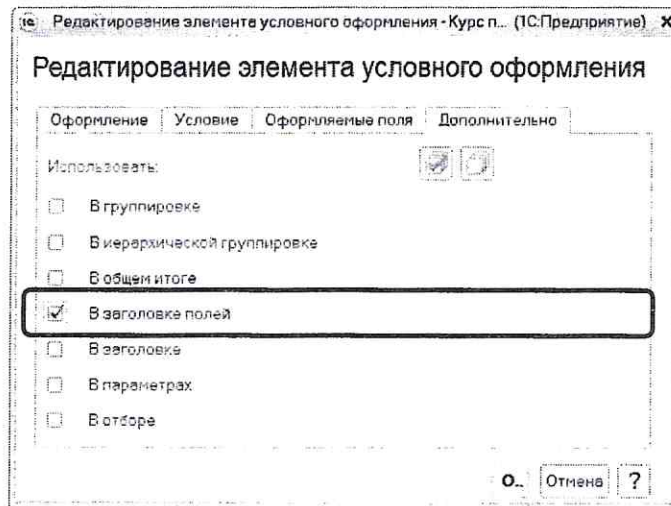 Редактирование элемента условного оформления - Курс п... (1С:Предприятие) x
Редактирование элемента условного оформления
Оформление Условие Оформляемые поля Дополнительно
Использовать:
В группировке
В иерархической группировке
В общем итоге
В заголовке полей
В заголовке
В параметрах
В отборе
О.. Отмена ?